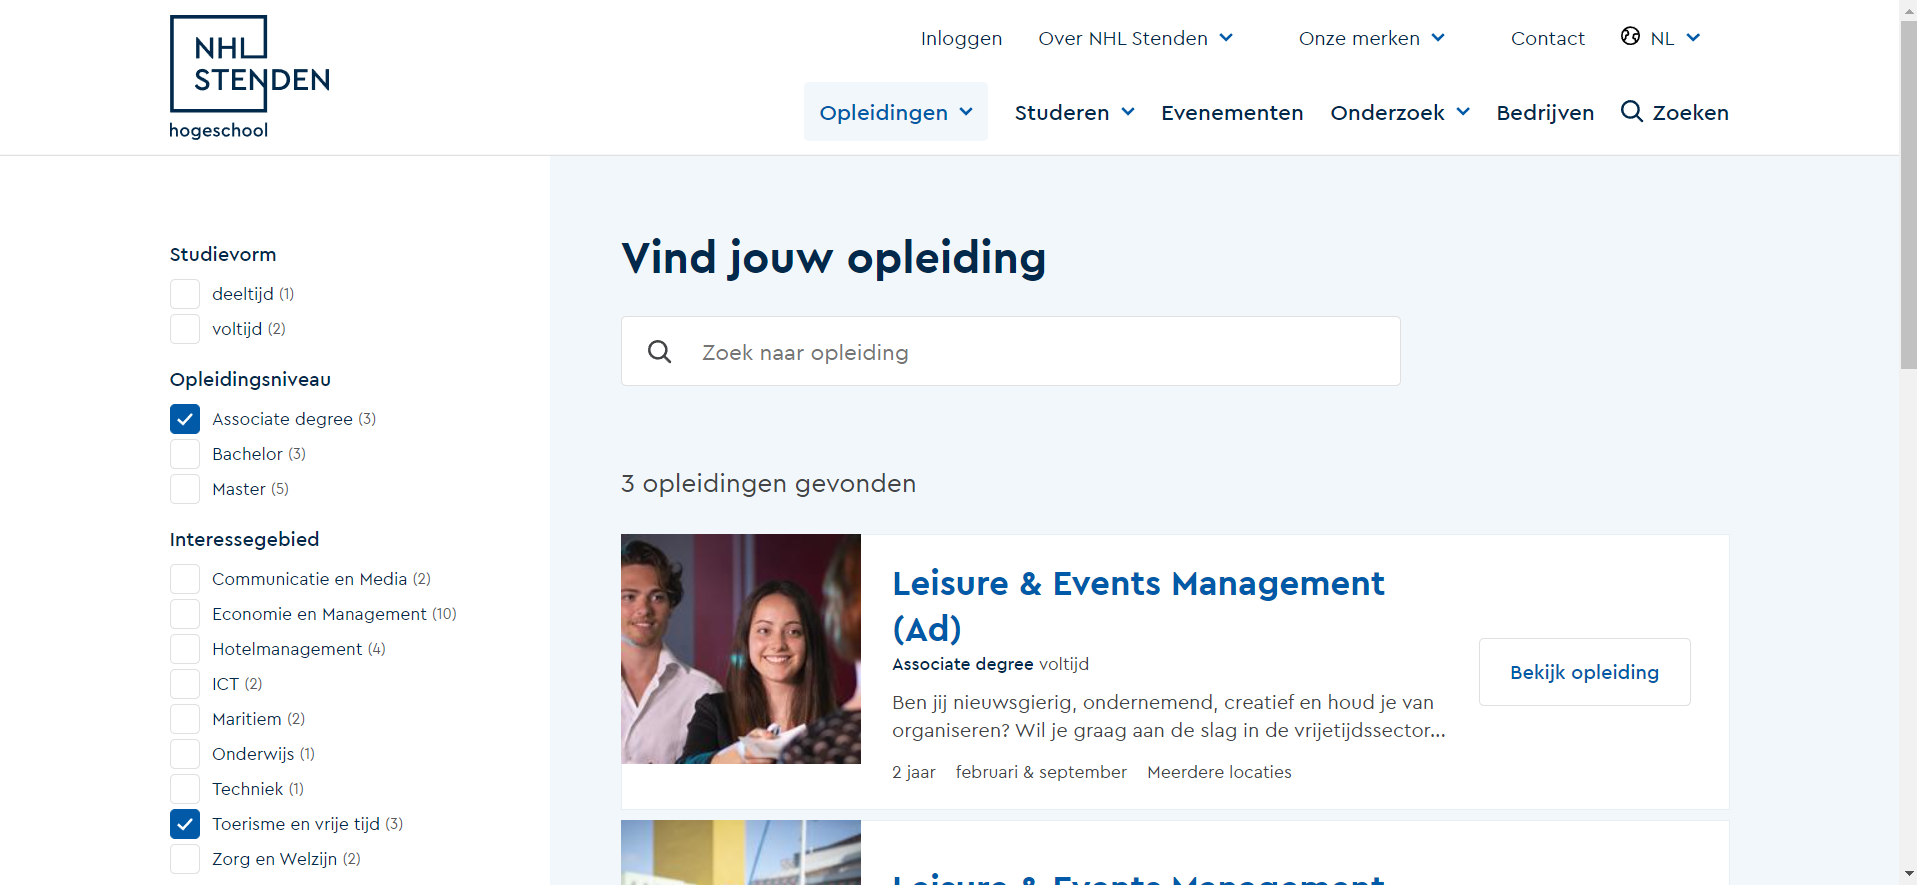 NHL
STENDEN
hogeschool
Inloggen
Over NHL Stenden
Onze merken
Contact
NL
Opleidingen
Studeren
Evenementen
Onderzoek
Bedrijven
Zoeken
Studievorm
deeltijd (1)
voltijd (2)
Opleidingsniveau
Associate degree (3)
Bachelor (3)
Master (5)
Interessegebied
Communicatie en Media (2)
Economie en Management (10)
Hotelmanagement (4)
ICT (2)
Maritiem (2)
Onderwijs (1)
Techniek (1)
Toerisme en vrije tijd (3)
Zorg en Welzijn (2)
Vind jouw opleiding
Zoek naar opleiding
3 opleidingen gevonden
Leisure & Events Management
(Ad)
Associate degree voltijd
Ben jij nieuwsgierig, ondernemend, creatief en houd je van
organiseren? Wil je graag aan de slag in de vrijetijdssector...
2 jaar februari & september Meerdere locaties
Bekijk opleiding
Leisure & Events Management